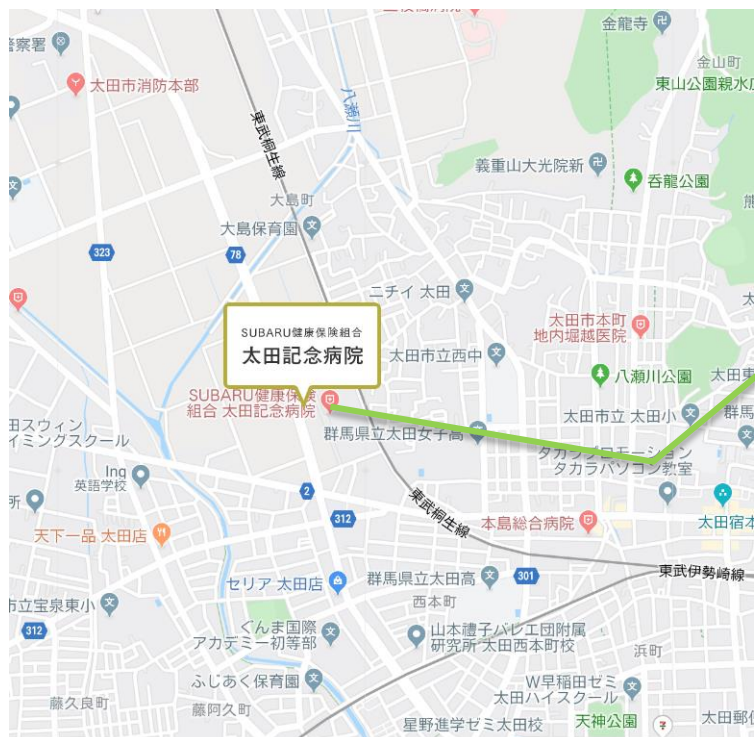 金龍寺
警察署
金山町
太田市消防本部
東山公園親水広
八瀬川
東武桐生線
義重山大光院新
呑龍公園
大島町
大島保育園
323
78
ニチイ 太田
太田市本町
地内堀越医院
SUBARU健康保険組合
太田記念病院
太田市立西中
八瀬川公園
太田東
SUBARU健康保険
組合 太田記念病院
太田市立 太田小
群馬
田スウィン
イミングスクール
群馬県立太田女子高
タカラプロモーション
タカラパソコン教室
Ing
英語学校
所
2
312
東武桐生線
本島総合病院
太田宿本
天下一品 太田店
セリア 太田店
群馬県立太田高
301
東武伊勢崎線
市立宝泉東小
西本町
312
ぐんま国際
アカデミー初等部
山本禮子バレエ団附属
研究所 太田西本町校
浜町
ふじあく保育園
W早稲田ゼミ
太田ハイスクール
藤久良町
藤阿久町
星野進学ゼミ太田校
天神公園
太田郵便